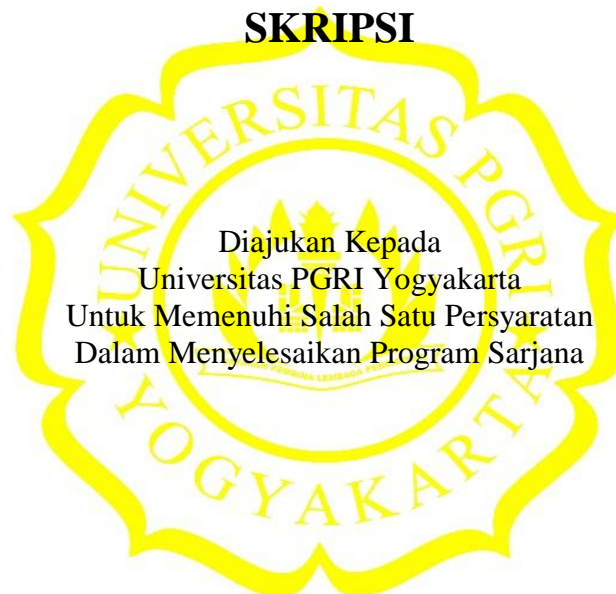 SKRIPSI
UNIVERSITAS PGRI
Diajukan Kepada
Universitas PGRI Yogyakarta
Untuk Memenuhi Salah Satu Persyaratan
Dalam Menyelesaikan Program Sarjana
YOGYAKARTA